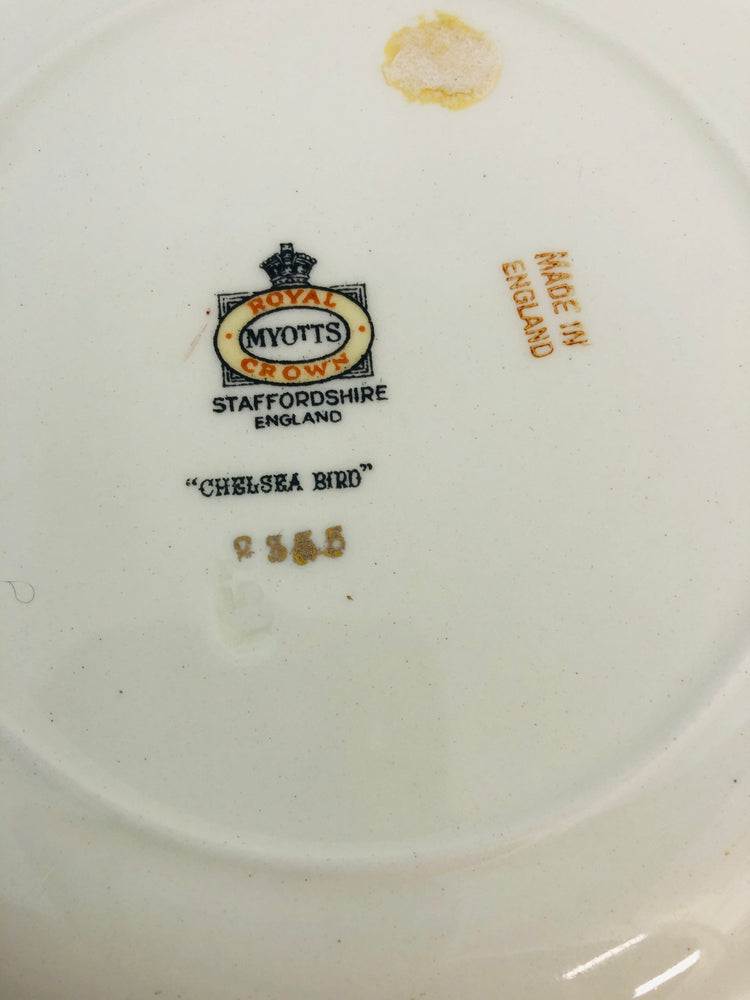 ROYAL
MYOTTS
CROWN
STAFFORDSHIRE
ENGLAND
"CHELSEA BIRD"
MADE IN
ENGLAND